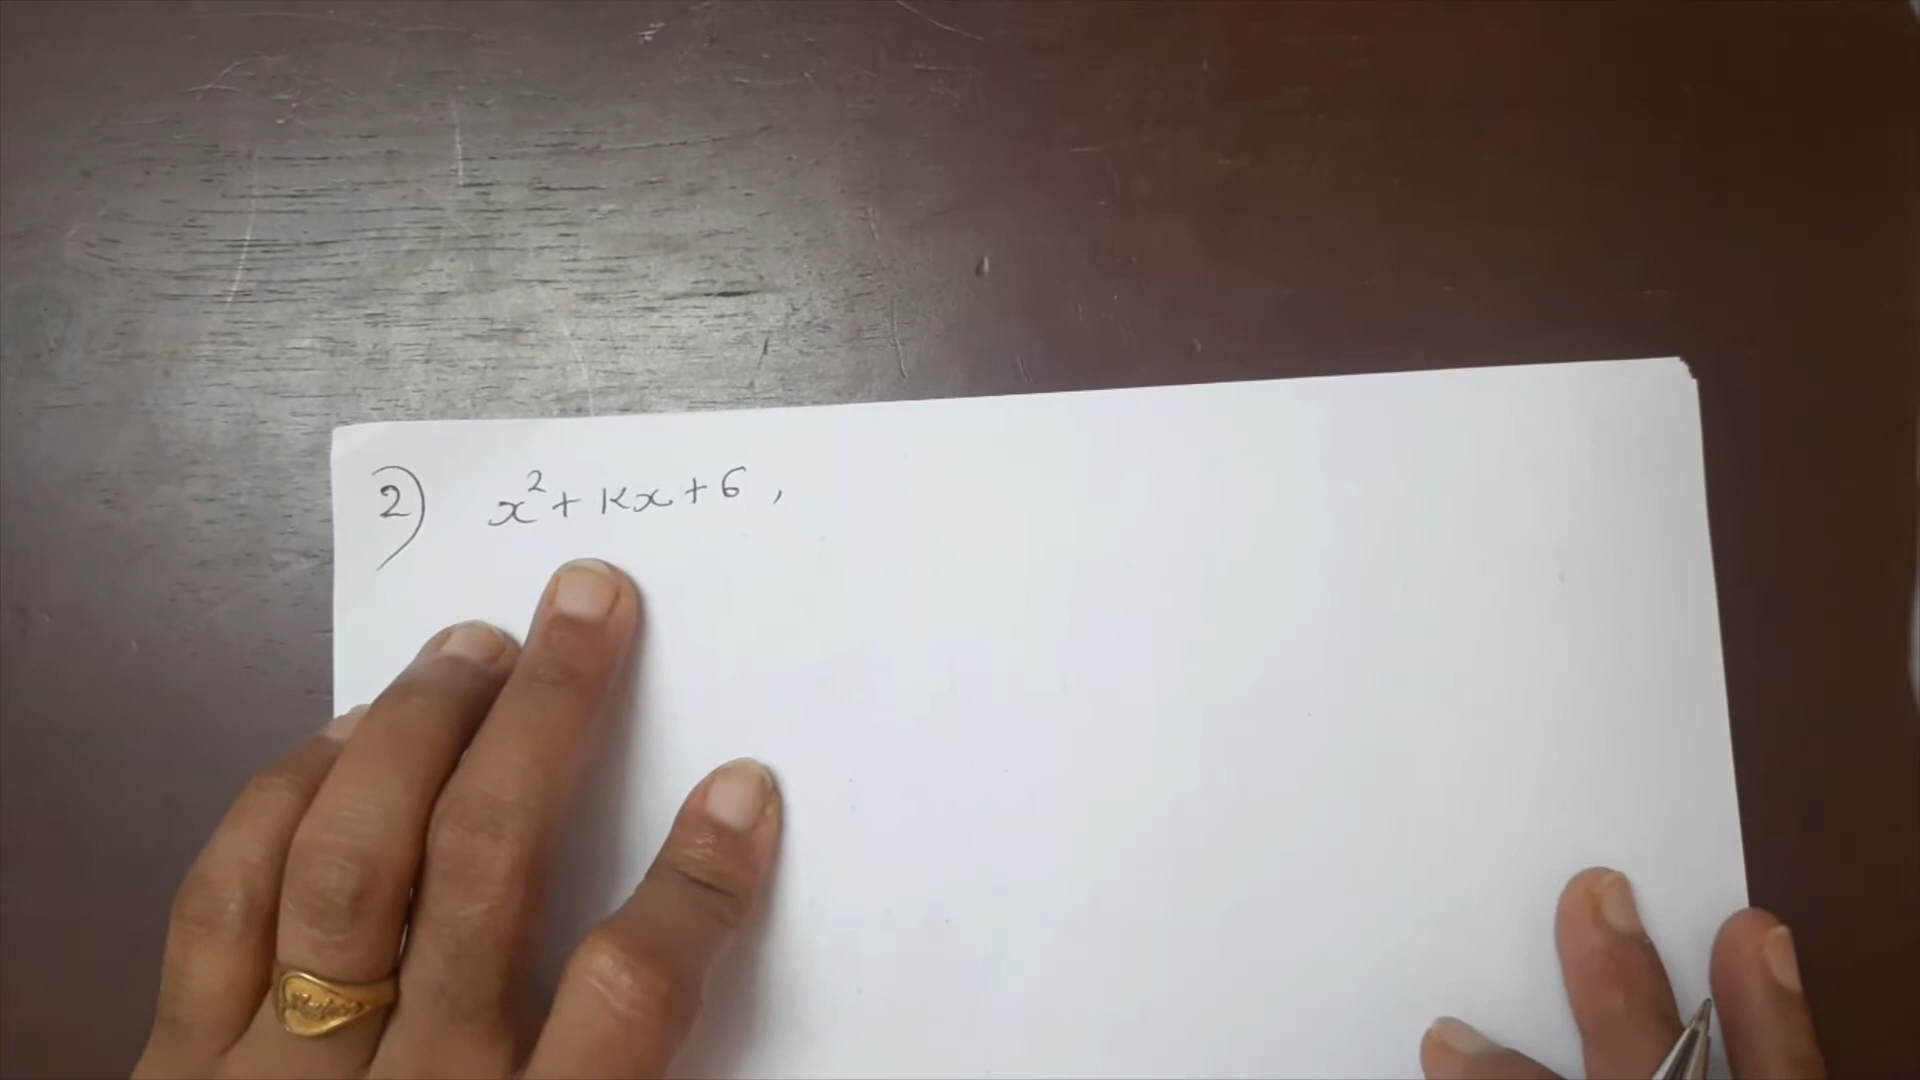 2) x² + kx + 6 ,